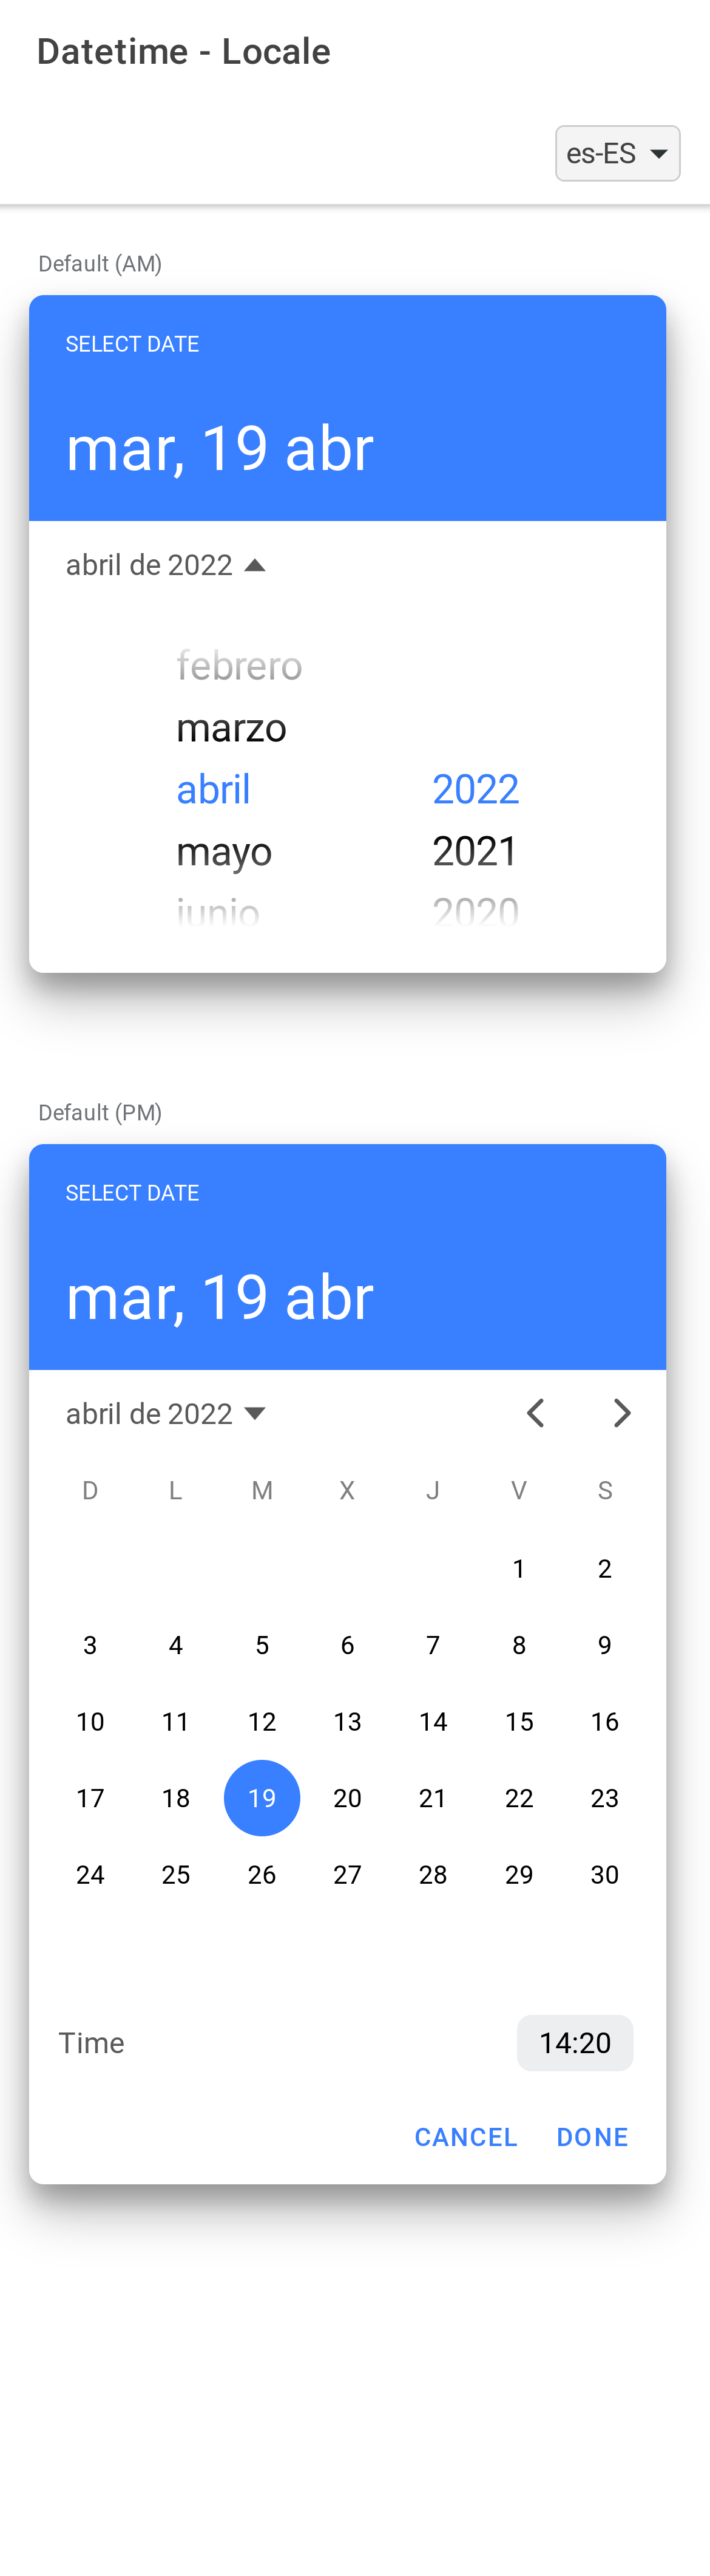 Datetime - Locale
es-ES
Default (AM)
SELECT DATE
mar, 19 abr
abril de 2022
febrero
marzo
abril 2022
mayo 2021
junio 2020
Default (PM)
SELECT DATE
mar, 19 abr
abril de 2022
D L M X J V S
1 2
3 4 5 6 7 8 9
10 11 12 13 14 15 16
17 18 19 20 21 22 23
24 25 26 27 28 29 30
Time 14:20
CANCEL DONE